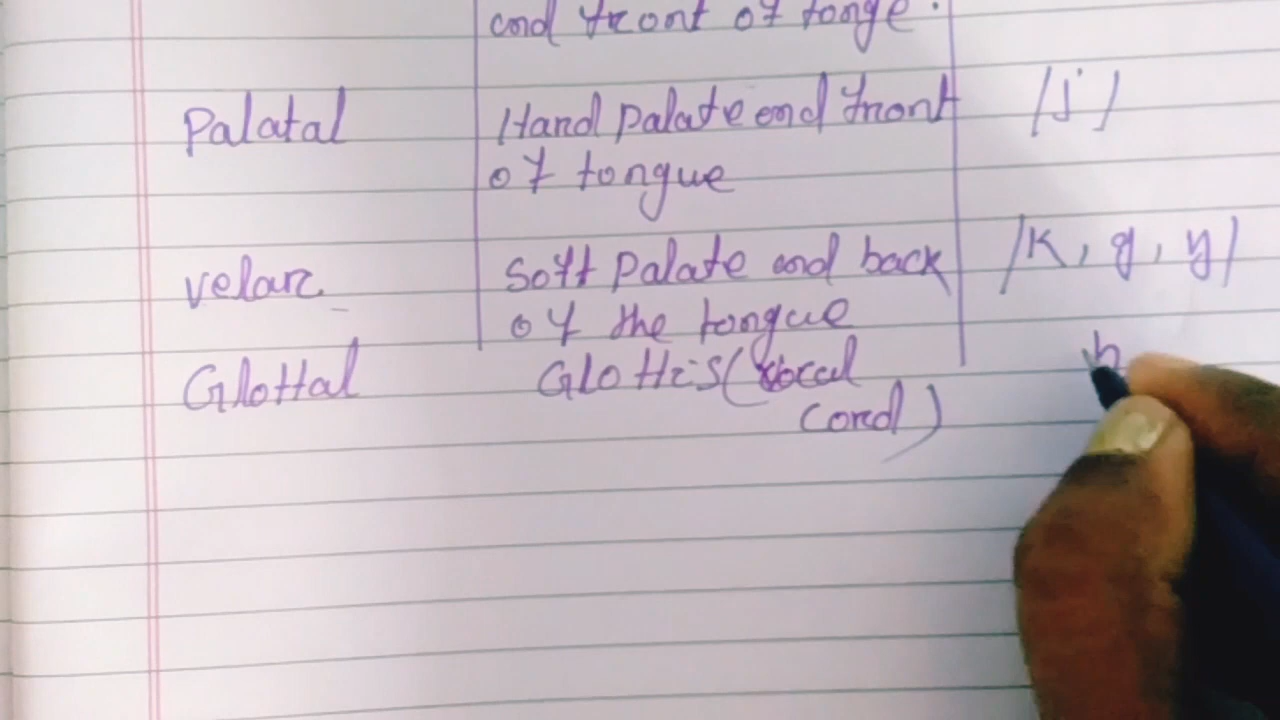 and front of tonge.
Palatal Hand palate and front /j/
of tongue
velar Soft palate and back /K, g, y/
of the tongue
Glottal Glottis (vocal h
cord)